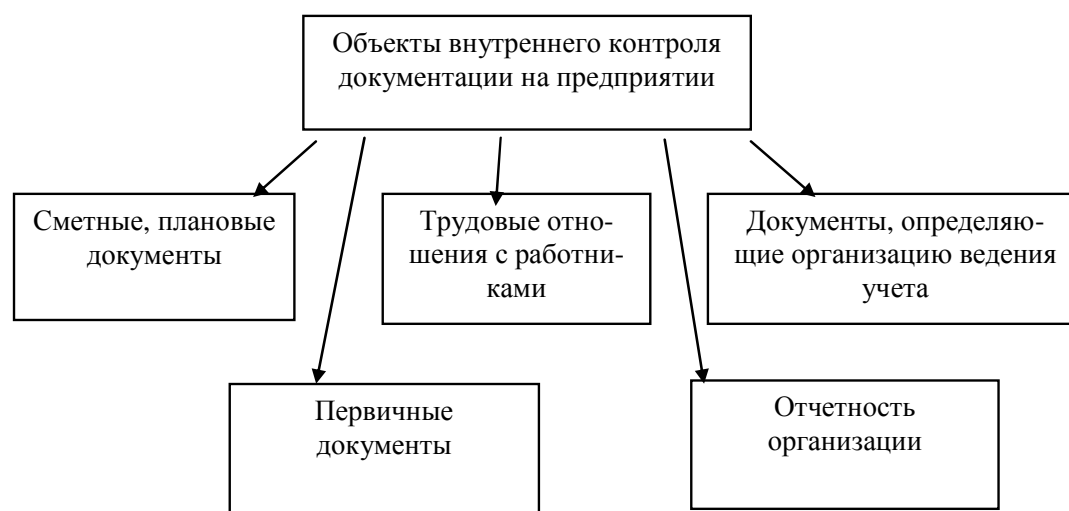 Объекты внутреннего контроля
документации на предприятии
Сметные, плановые
документы
Трудовые отно-
шения с работни-
ками
Документы, определяю-
щие организацию ведения
учета
Первичные
документы
Отчетность
организации